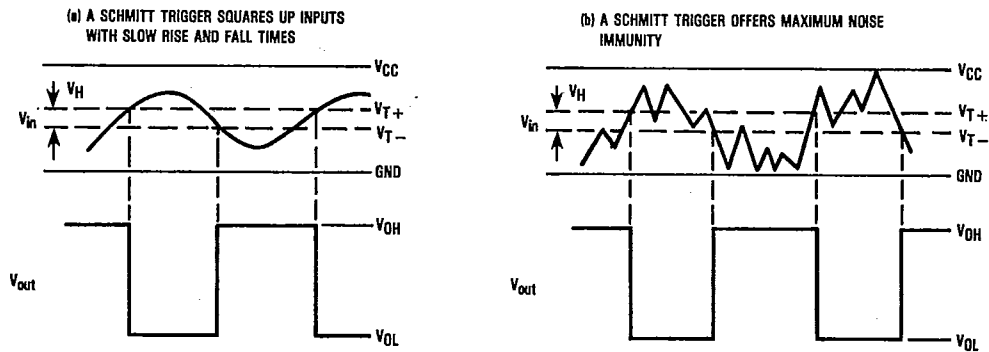 (a) A SCHMITT TRIGGER SQUARES UP INPUTS
WITH SLOW RISE AND FALL TIMES
VCC
VH
VT+
Vin
VT−
GND
VOH
Vout
VOL
(b) A SCHMITT TRIGGER OFFERS MAXIMUM NOISE
IMMUNITY
VCC
VH
VT+
Vin
VT−
GND
VOH
Vout
VOL